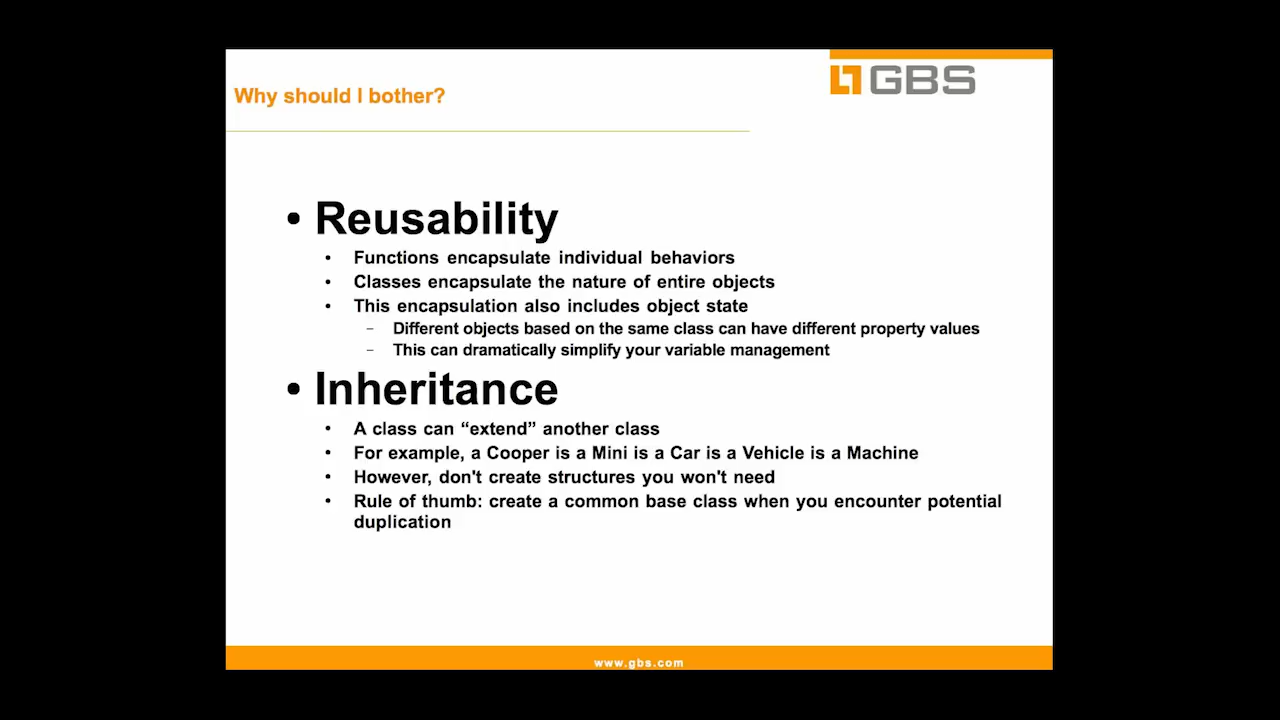 GBS
Why should I bother?
• Reusability
• Functions encapsulate individual behaviors
• Classes encapsulate the nature of entire objects
• This encapsulation also includes object state
– Different objects based on the same class can have different property values
– This can dramatically simplify your variable management
• Inheritance
• A class can “extend” another class
• For example, a Cooper is a Mini is a Car is a Vehicle is a Machine
• However, don't create structures you won't need
• Rule of thumb: create a common base class when you encounter potential
duplication
www.gbs.com